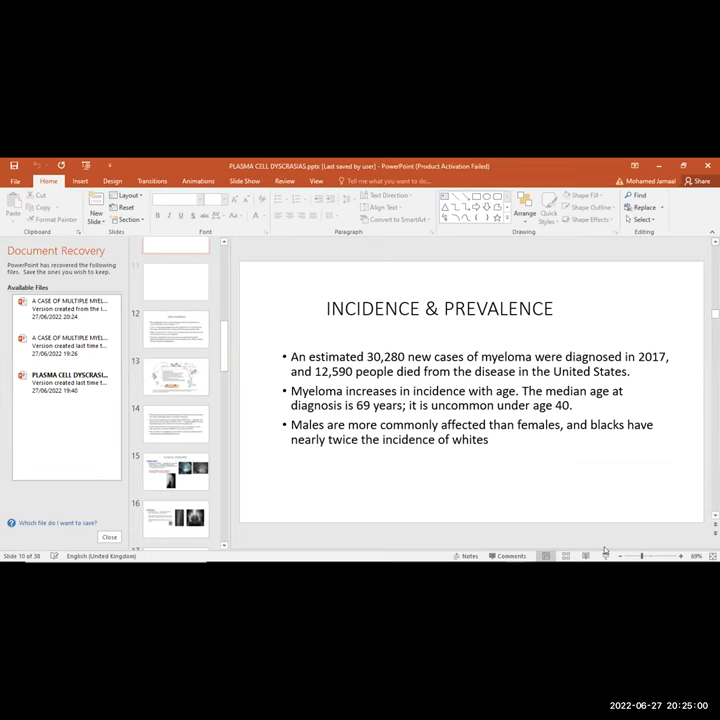 PLASMA CELL DYSCRASIAS.pptx [Last saved by user] - PowerPoint (Product Activation Failed)
File Home Insert Design Transitions Animations Slide Show Review View Tell me what you want to do... Mohamed Jamaal Share
Cut
Copy
Format Painter
Paste
Clipboard
New
Slide
Layout
Reset
Section
Slides
Font
Text Direction
Align Text
Convert to SmartArt
Paragraph
Arrange
Quick
Styles
Shape Fill
Shape Outline
Shape Effects
Drawing
Find
Replace
Select
Editing
Document Recovery
PowerPoint has recovered the following
files. Save the ones you wish to keep.
Available Files
A CASE OF MULTIPLE MYEL...
Version created from the l...
27/06/2022 20:24
A CASE OF MULTIPLE MYEL...
Version created last time t...
27/06/2022 19:26
PLASMA CELL DYSCRASI...
Version created last time t...
27/06/2022 19:40
Which file do I want to save?
Close
11
12
13
14
15
16
INCIDENCE & PREVALENCE
• An estimated 30,280 new cases of myeloma were diagnosed in 2017,
and 12,590 people died from the disease in the United States.
• Myeloma increases in incidence with age. The median age at
diagnosis is 69 years; it is uncommon under age 40.
• Males are more commonly affected than females, and blacks have
nearly twice the incidence of whites
Slide 10 of 38 English (United Kingdom) Notes Comments 69%
2022-06-27 20:25:00